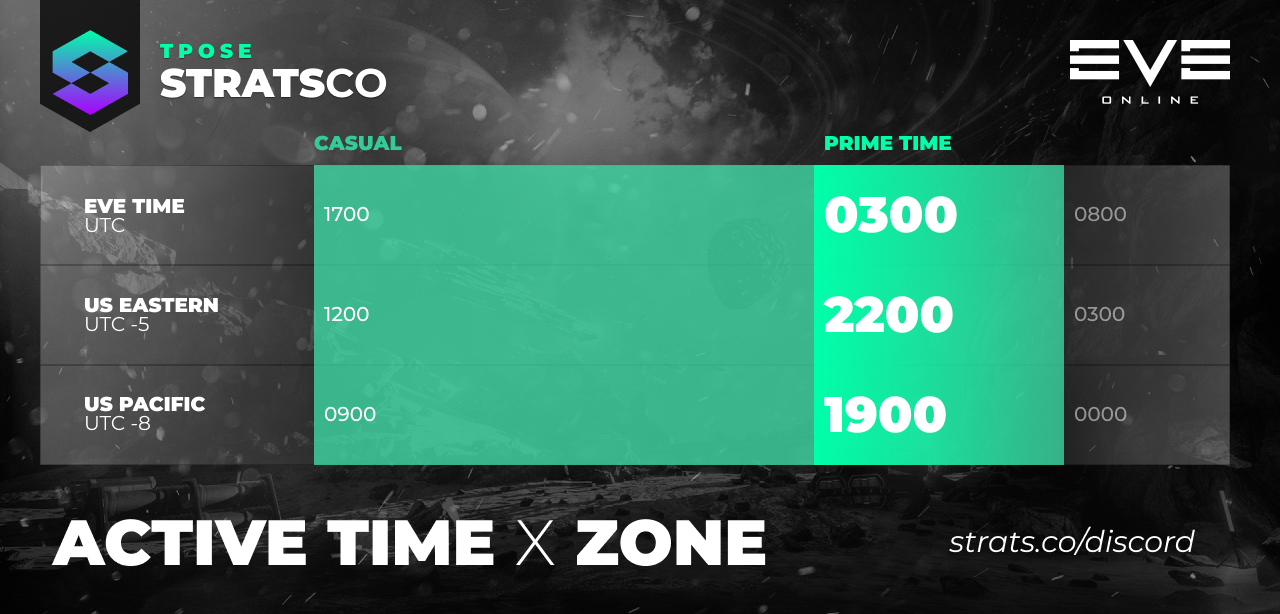 TPOSE
STRATSCO
EVE
ONLINE
CASUAL
PRIME TIME
EVE TIME
UTC
1700
0300
0800
US EASTERN
UTC -5
1200
2200
0300
US PACIFIC
UTC -8
0900
1900
0000
ACTIVE TIME X ZONE
strats.co/discord